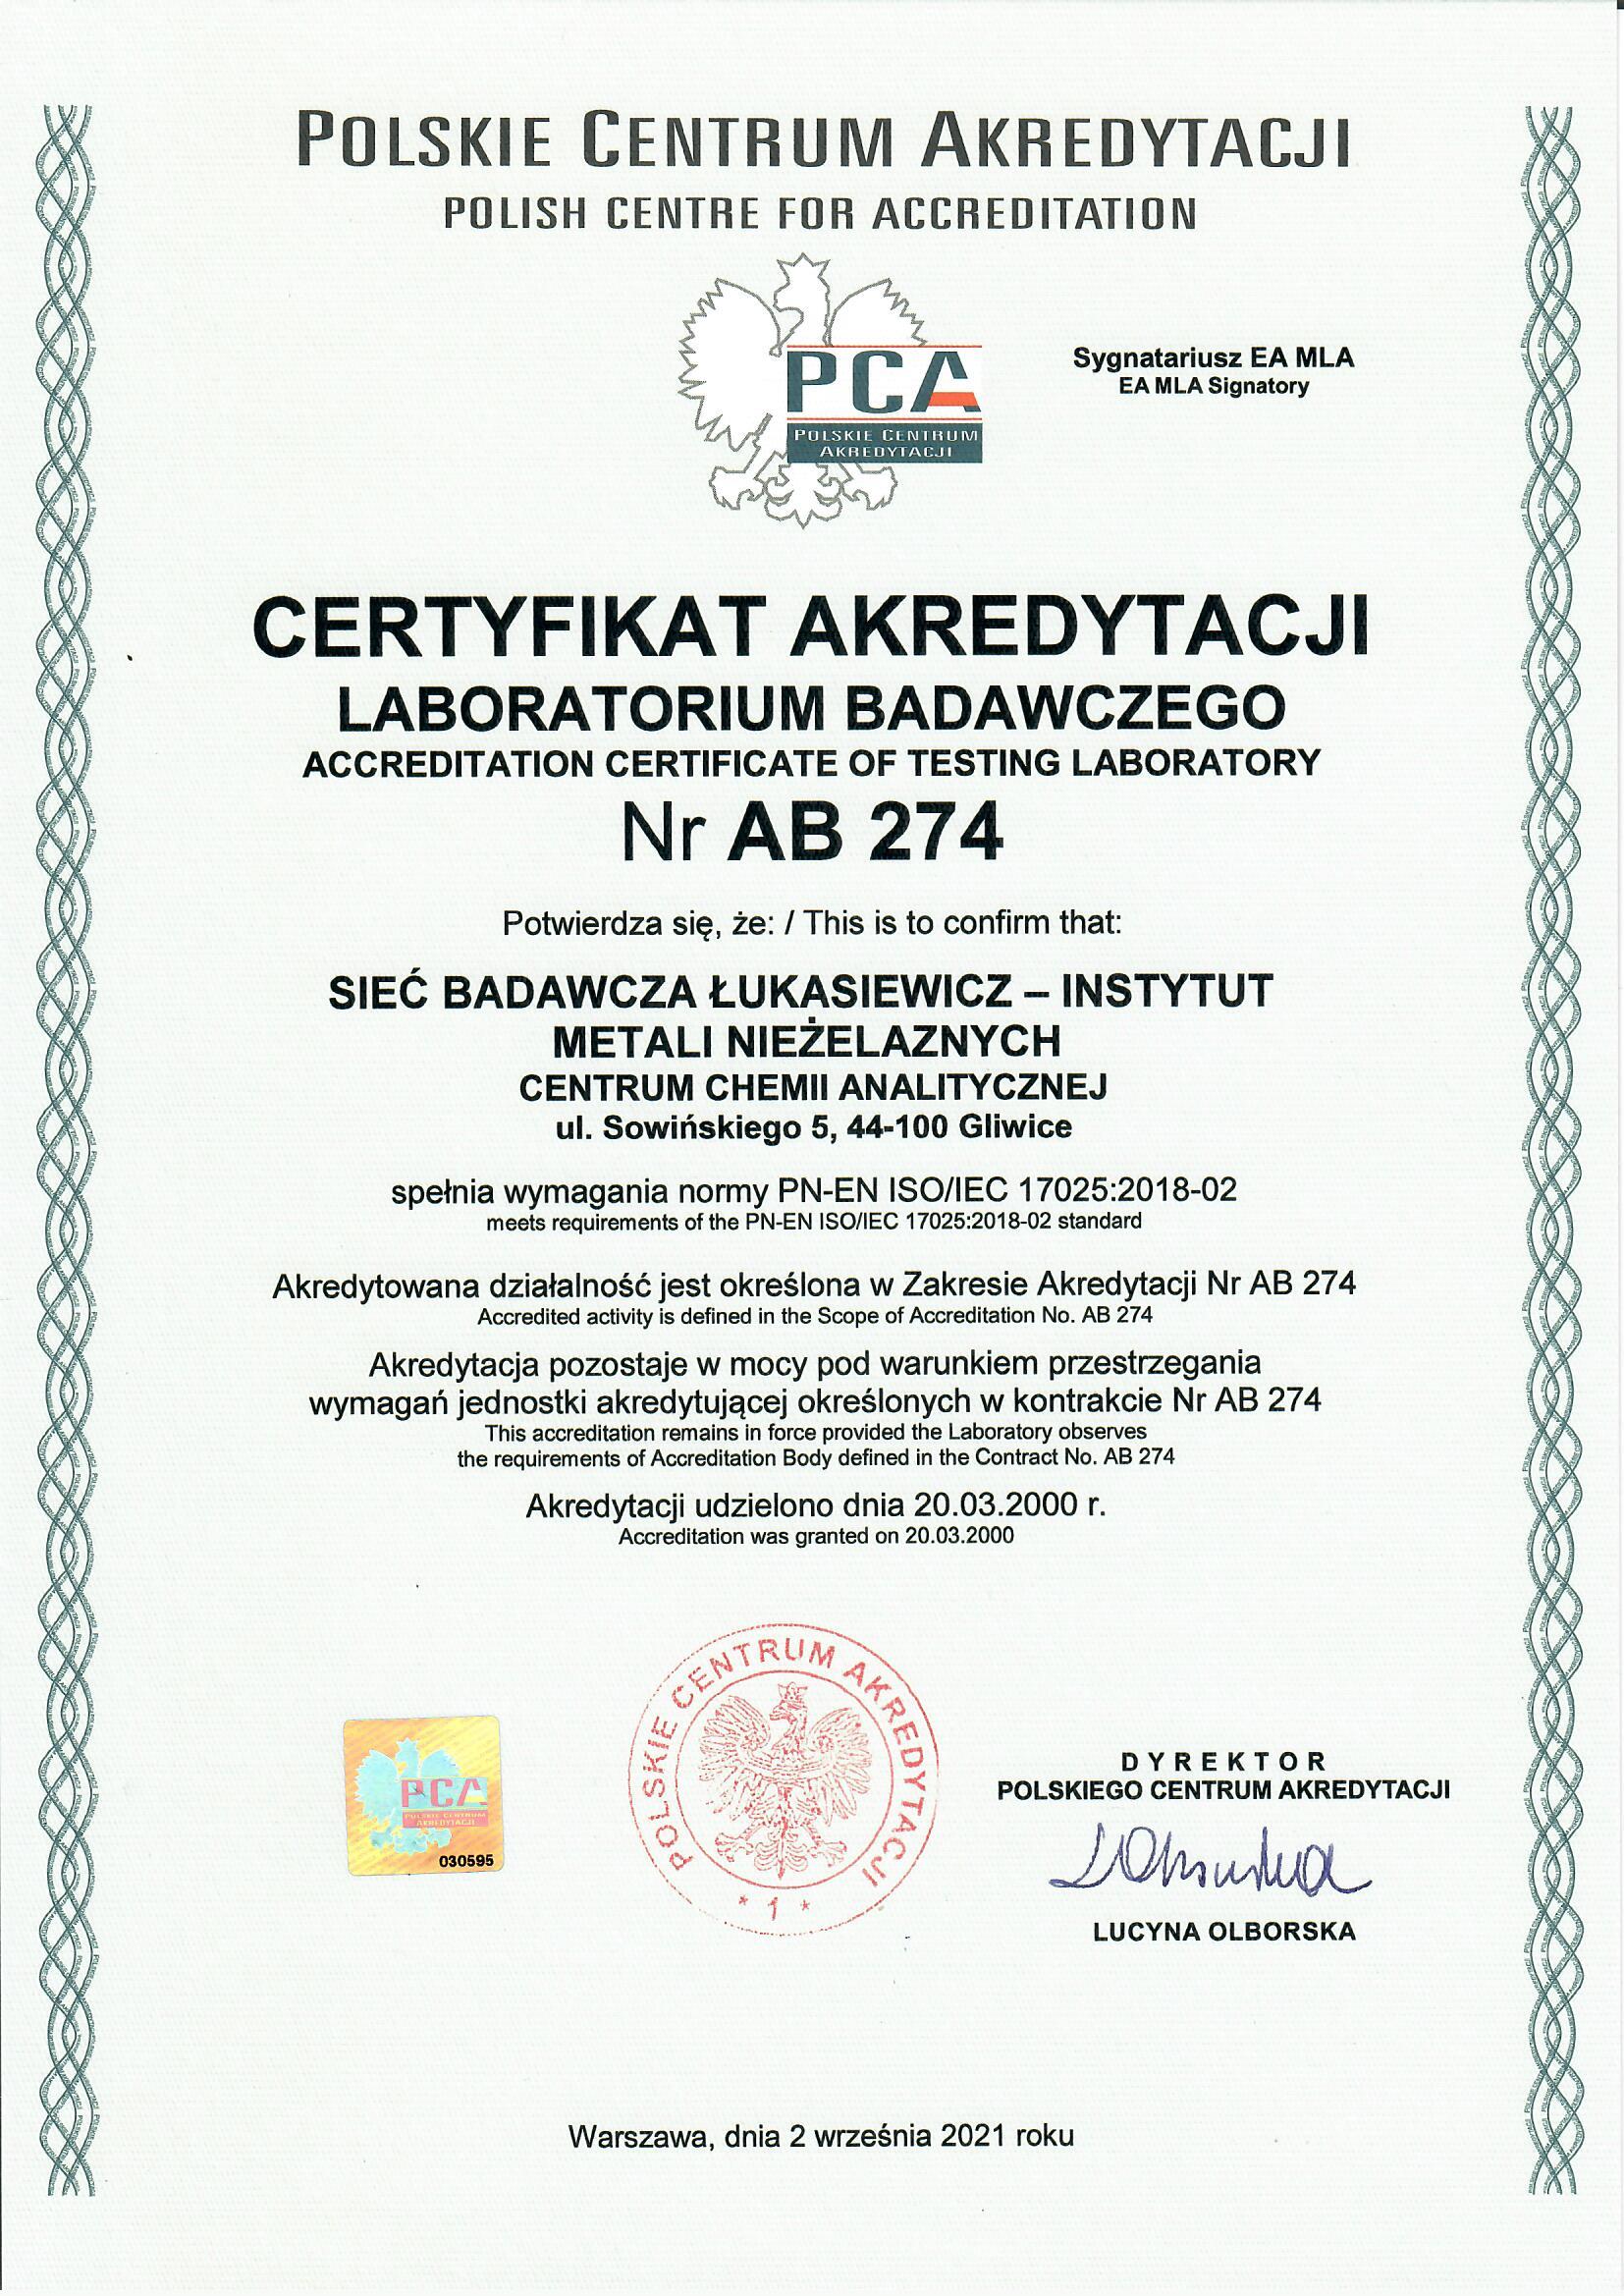 POLSKIE CENTRUM AKREDYTACJI
POLISH CENTRE FOR ACCREDITATION
PCA
POLSKIE CENTRUM
AKREDYTACJI
Sygnatariusz EA MLA
EA MLA Signatory
CERTYFIKAT AKREDYTACJI
LABORATORIUM BADAWCZEGO
ACCREDITATION CERTIFICATE OF TESTING LABORATORY
Nr AB 274
Potwierdza się, że: / This is to confirm that:
SIEĆ BADAWCZA ŁUKASIEWICZ – INSTYTUT
METALI NIEŻELAZNYCH
CENTRUM CHEMII ANALITYCZNEJ
ul. Sowińskiego 5, 44-100 Gliwice
spełnia wymagania normy PN-EN ISO/IEC 17025:2018-02
meets requirements of the PN-EN ISO/IEC 17025:2018-02 standard
Akredytowana działalność jest określona w Zakresie Akredytacji Nr AB 274
Accredited activity is defined in the Scope of Accreditation No. AB 274
Akredytacja pozostaje w mocy pod warunkiem przestrzegania
wymagań jednostki akredytującej określonych w kontrakcie Nr AB 274
This accreditation remains in force provided the Laboratory observes
the requirements of Accreditation Body defined in the Contract No. AB 274
Akredytacji udzielono dnia 20.03.2000 r.
Accreditation was granted on 20.03.2000
PCA
POLSKIE CENTRUM
AKREDYTACJI
030595
POLSKIE CENTRUM AKREDYTACJI
* 1 *
DYREKTOR
POLSKIEGO CENTRUM AKREDYTACJI
LUCYNA OLBORSKA
Warszawa, dnia 2 września 2021 roku